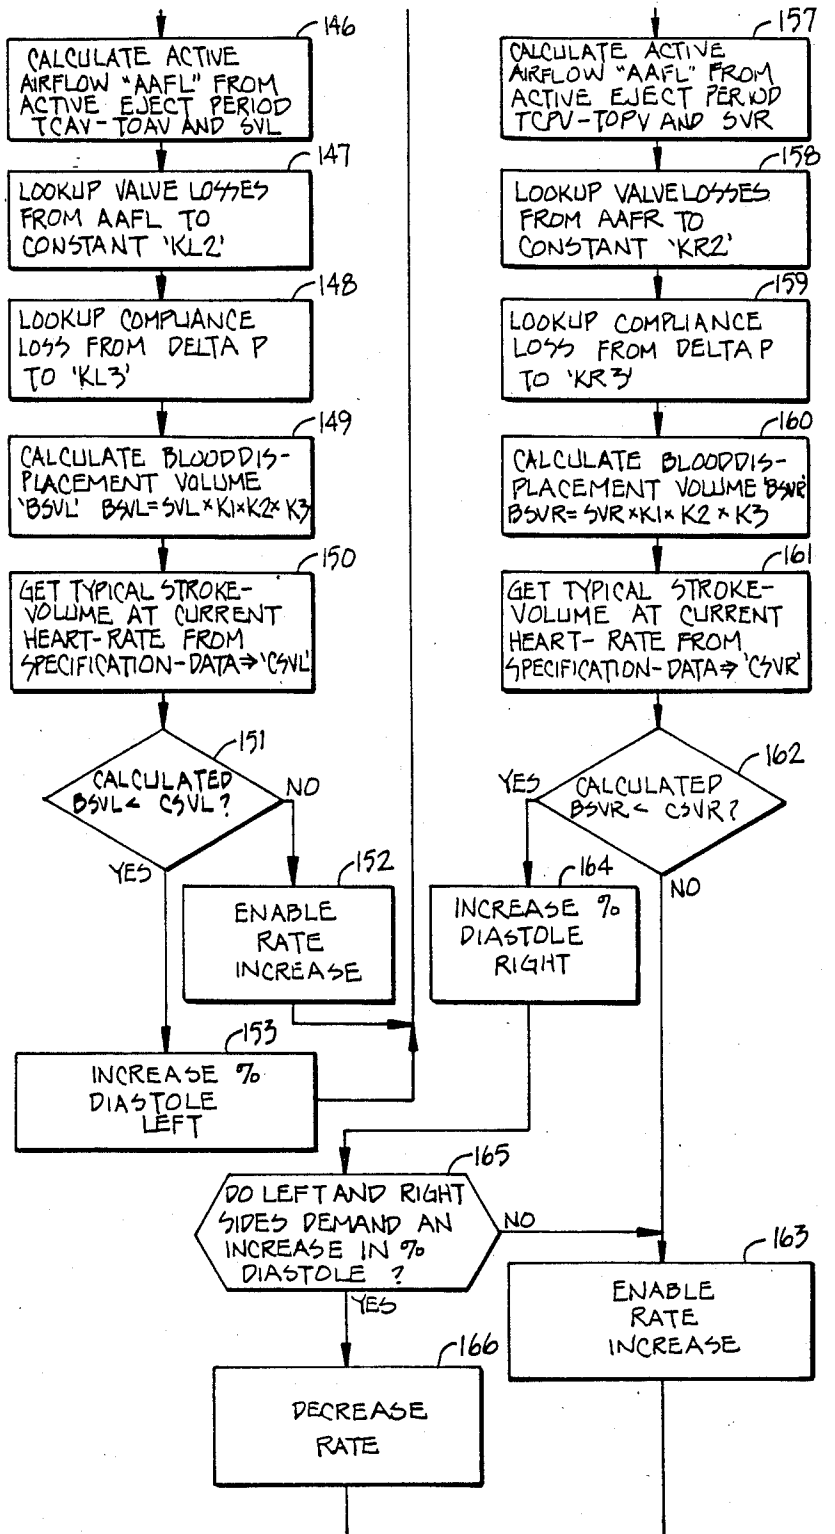 146
CALCULATE ACTIVE
AIRFLOW "AAFL" FROM
ACTIVE EJECT PERIOD
TCAV-TOAV AND SVL
147
LOOKUP VALVE LOSSES
FROM AAFL TO
CONSTANT 'KL2'
148
LOOKUP COMPLIANCE
LOSS FROM DELTA P
TO 'KL3'
149
CALCULATE BLOODDIS-
PLACEMENT VOLUME
'BSVL' BSVL=SVL*K1*K2*K3
150
GET TYPICAL STROKE-
VOLUME AT CURRENT
HEART-RATE FROM
SPECIFICATION-DATA⇒'CSVL'
151
CALCULATED
BSVL< CSVL?
NO
YES
152
ENABLE
RATE
INCREASE
153
INCREASE %
DIASTOLE
LEFT
157
CALCULATE ACTIVE
AIRFLOW "AAFL" FROM
ACTIVE EJECT PERIOD
TCPV-TOPV AND SVR
158
LOOKUP VALVE LOSSES
FROM AAFR TO
CONSTANT 'KR2'
159
LOOKUP COMPLIANCE
LOSS FROM DELTA P
TO 'KR3'
160
CALCULATE BLOODDIS-
PLACEMENT VOLUME 'BSVR'
BSVR= SVR*K1* K2 * K3
161
GET TYPICAL STROKE-
VOLUME AT CURRENT
HEART-RATE FROM
SPECIFICATION-DATA⇒'CSVR'
162
CALCULATED
BSVR< CSVR?
YES
NO
164
INCREASE %
DIASTOLE
RIGHT
165
DO LEFT AND RIGHT
SIDES DEMAND AN
INCREASE IN %
DIASTOLE ?
NO
YES
163
ENABLE
RATE
INCREASE
166
DECREASE
RATE